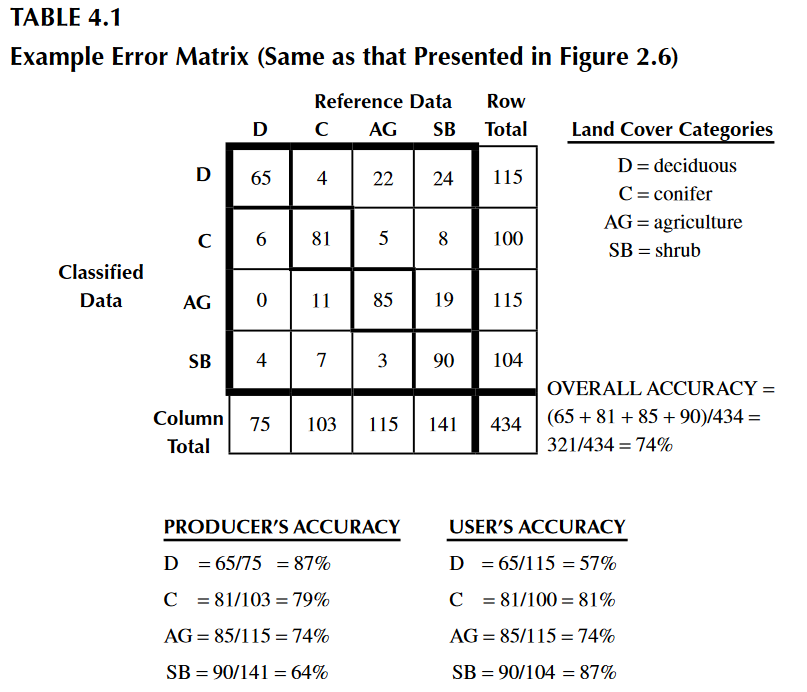 TABLE 4.1
Example Error Matrix (Same as that Presented in Figure 2.6)
Reference Data Row
D C AG SB Total
D 65 4 22 24 115
C 6 81 5 8 100
Classified
Data
AG 0 11 85 19 115
SB 4 7 3 90 104
Column
Total
75 103 115 141 434
Land Cover Categories
D = deciduous
C = conifer
AG = agriculture
SB = shrub
OVERALL ACCURACY =
(65 + 81 + 85 + 90)/434 =
321/434 = 74%
PRODUCER'S ACCURACY
D = 65/75 = 87%
C = 81/103 = 79%
AG = 85/115 = 74%
SB = 90/141 = 64%
USER'S ACCURACY
D = 65/115 = 57%
C = 81/100 = 81%
AG = 85/115 = 74%
SB = 90/104 = 87%